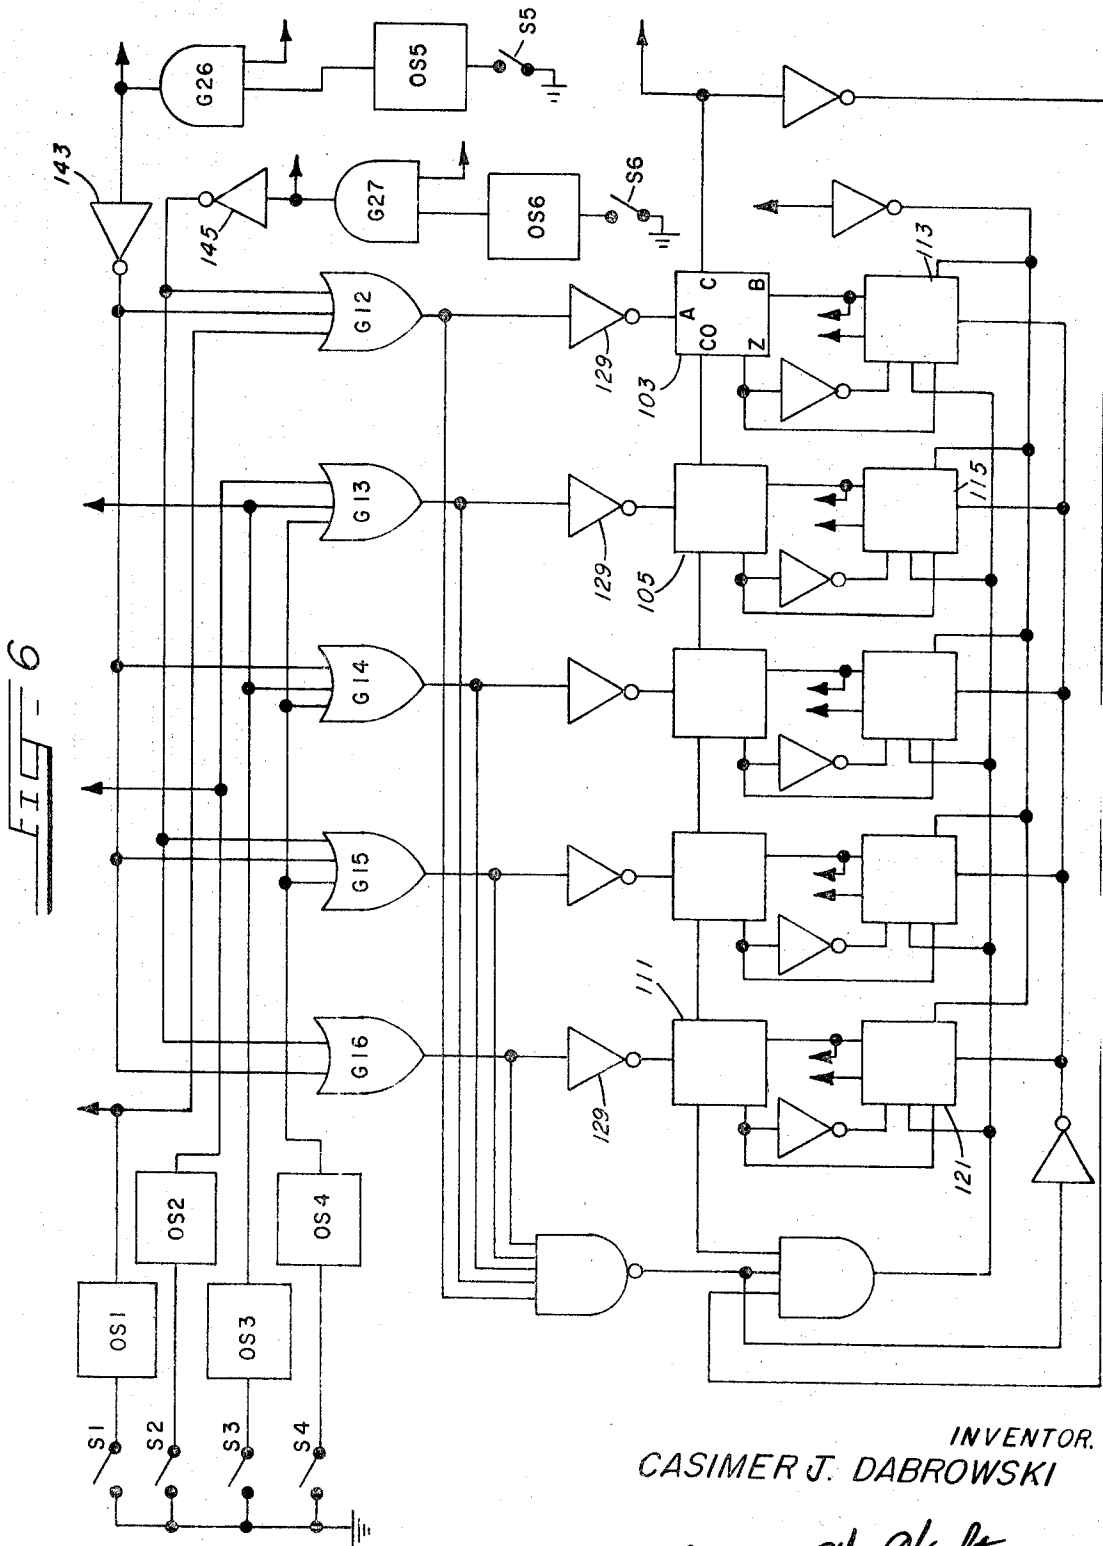 FIG-6
S1
S2
S3
S4
OS1
OS2
OS3
OS4
G16
G15
G14
G13
G12
143
145
G26
G27
OS5
OS6
S5
S6
129
129
129
111
105
103
A
C
CO
B
Z
113
115
121
INVENTOR.
CASIMER J. DABROWSKI